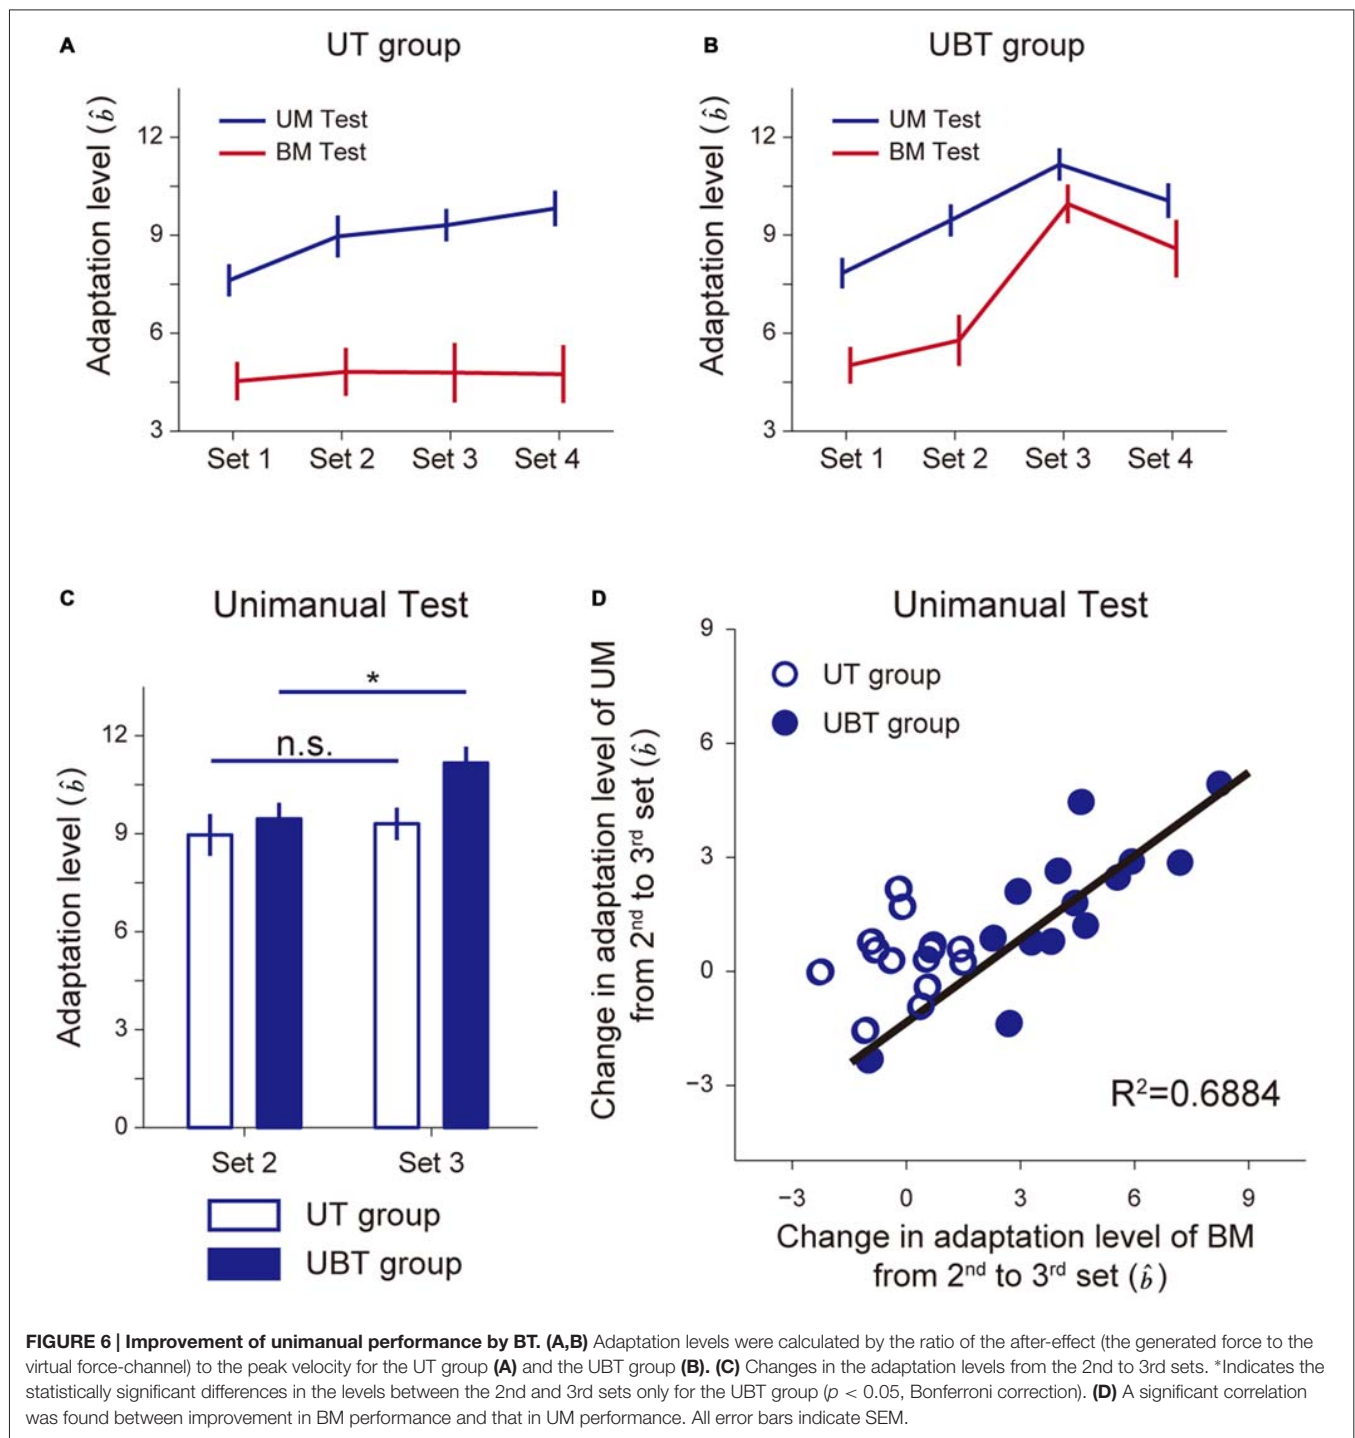 A
UT group
Adaptation level (b̂)
UM Test
BM Test
12
9
6
3
Set 1
Set 2
Set 3
Set 4
B
UBT group
Adaptation level (b̂)
UM Test
BM Test
12
9
6
3
Set 1
Set 2
Set 3
Set 4
C
Unimanual Test
Adaptation level (b̂)
*
n.s.
12
9
6
3
0
Set 2
Set 3
UT group
UBT group
D
Unimanual Test
Change in adaptation level of UM
from 2nd to 3rd set (b̂)
UT group
UBT group
9
6
3
0
−3
R²=0.6884
−3
0
3
6
9
Change in adaptation level of BM
from 2nd to 3rd set (b̂)
FIGURE 6 | Improvement of unimanual performance by BT. (A,B) Adaptation levels were calculated by the ratio of the after-effect (the generated force to the
virtual force-channel) to the peak velocity for the UT group (A) and the UBT group (B). (C) Changes in the adaptation levels from the 2nd to 3rd sets. *Indicates the
statistically significant differences in the levels between the 2nd and 3rd sets only for the UBT group (p < 0.05, Bonferroni correction). (D) A significant correlation
was found between improvement in BM performance and that in UM performance. All error bars indicate SEM.